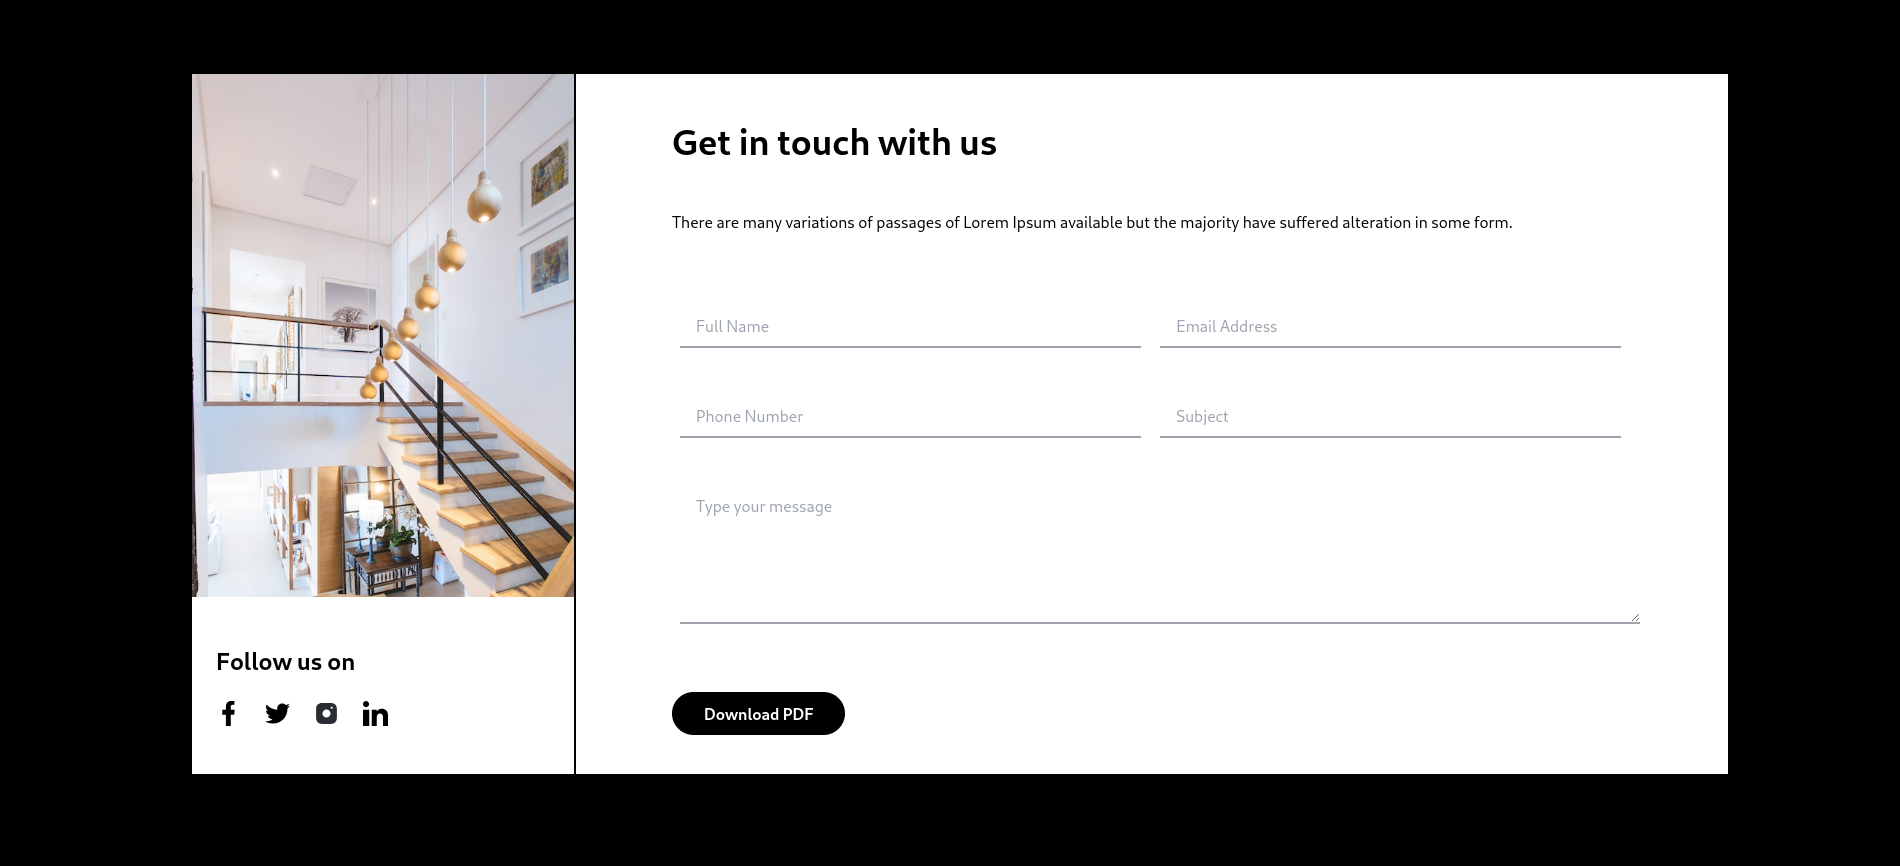 Get in touch with us
There are many variations of passages of Lorem Ipsum available but the majority have suffered alteration in some form.
Full Name
Email Address
Phone Number
Subject
Type your message
Download PDF
Follow us on